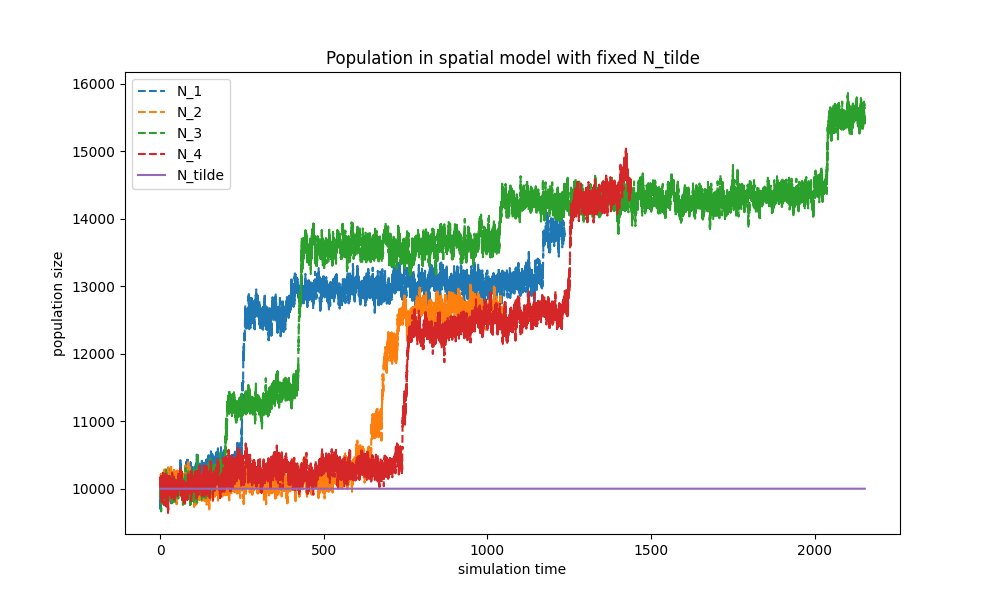 Population in spatial model with fixed N_tilde
N_1
N_2
N_3
N_4
N_tilde
population size
16000
15000
14000
13000
12000
11000
10000
0 500 1000 1500 2000
simulation time